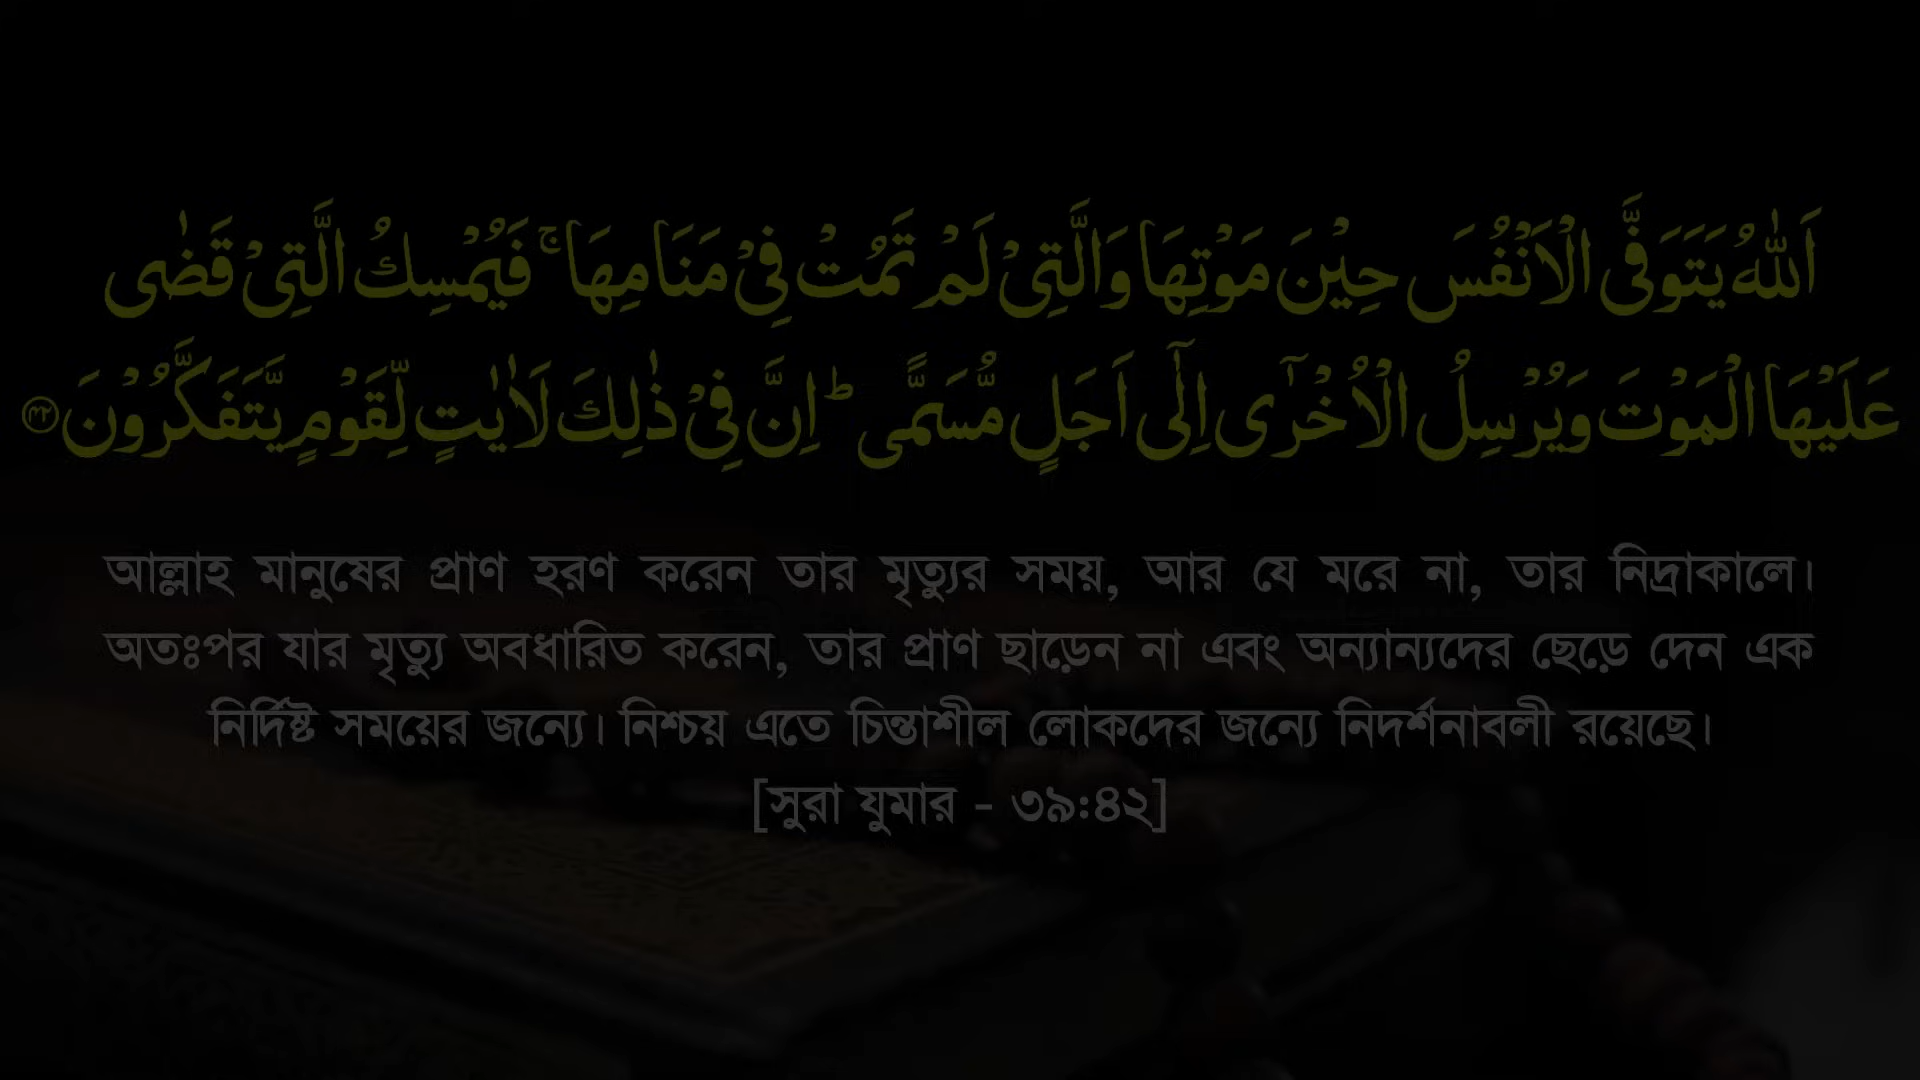 اَللّٰهُ يَتَوَفَّى الْاَنْفُسَ حِيْنَ مَوْتِهَا وَالَّتِيْ لَمْ تَمُتْ فِيْ مَنَامِهَا ۚ فَيُمْسِكُ الَّتِيْ قَضٰى
عَلَيْهَا الْمَوْتَ وَيُرْسِلُ الْاُخْرٰٓى اِلٰٓى اَجَلٍ مُّسَمًّى ؕ اِنَّ فِيْ ذٰلِكَ لَاٰيٰتٍ لِّقَوْمٍ يَّتَفَكَّرُوْنَ ﴿۴۲﴾
আল্লাহ মানুষের প্রাণ হরণ করেন তার মৃত্যুর সময়, আর যে মরে না, তার নিদ্রাকালে।
অতঃপর যার মৃত্যু অবধারিত করেন, তার প্রাণ ছাড়েন না এবং অন্যান্যদের ছেড়ে দেন এক
নির্দিষ্ট সময়ের জন্যে। নিশ্চয় এতে চিন্তাশীল লোকদের জন্যে নিদর্শনাবলী রয়েছে।
[সুরা যুমার - ৩৯:৪২]